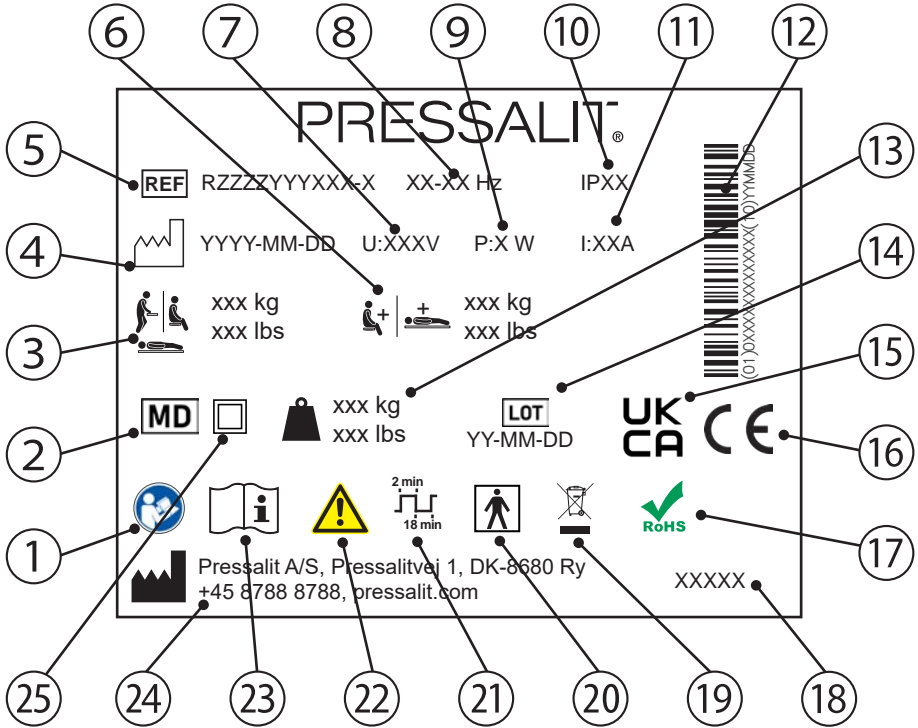 6 7 8 9 10 11 12
PRESSALIT®
5 REF RZZZZYYYXXX-X XX-XX Hz IPXX 13
4 YYYY-MM-DD U:XXXV P:X W I:XXA 14
(01)0XXXXXXXXXXXXX(10)YYMMDD
xxx kg xxx kg
3 xxx lbs xxx lbs 15
MD xxx kg LOT UK CE
2 xxx lbs YY-MM-DD CA 16
2 min
18 min RoHS
1 17
Pressalit A/S, Pressalitvej 1, DK-8680 Ry
+45 8788 8788, pressalit.com XXXXX
25 24 23 22 21 20 19 18